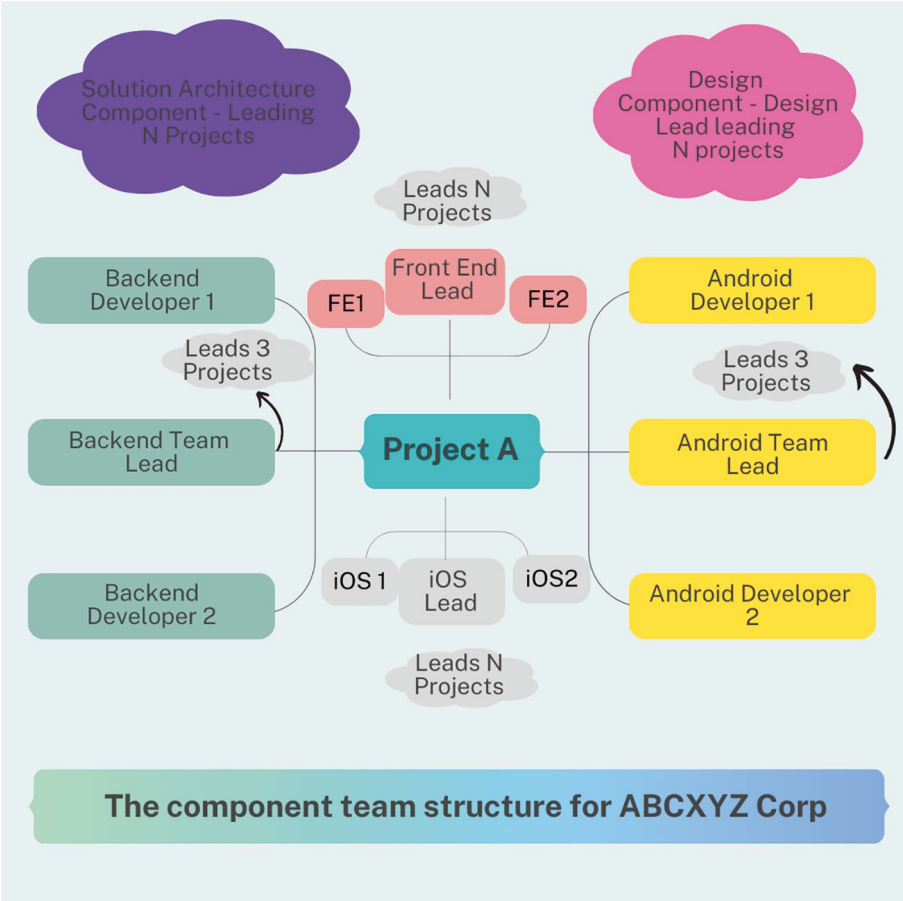 Solution Architecture
Component - Leading
N Projects
Design
Component - Design
Lead leading
N projects
Leads N
Projects
Backend
Developer 1
FE1
Front End
Lead
FE2
Android
Developer 1
Leads 3
Projects
Leads 3
Projects
Backend Team
Lead
Project A
Android Team
Lead
Backend
Developer 2
iOS 1
iOS
Lead
iOS2
Android Developer
2
Leads N
Projects
The component team structure for ABCXYZ Corp